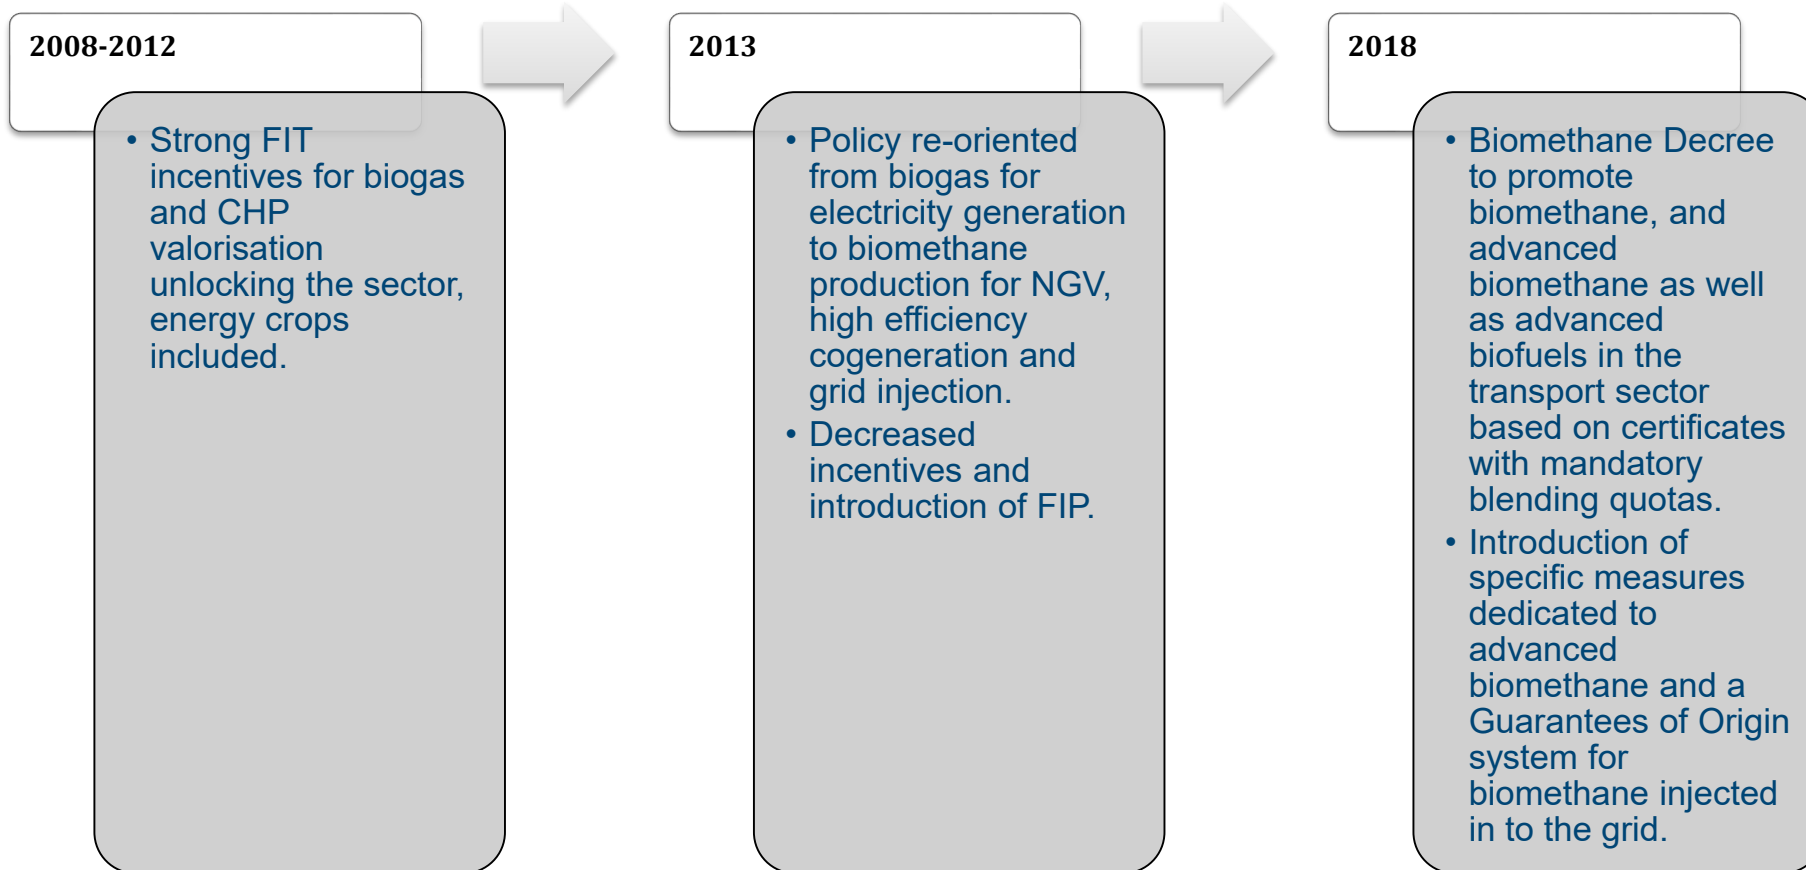 2008-2012
• Strong FIT
incentives for biogas
and CHP
valorisation
unlocking the sector,
energy crops
included.
2013
• Policy re-oriented
from biogas for
electricity generation
to biomethane
production for NGV,
high efficiency
cogeneration and
grid injection.
• Decreased
incentives and
introduction of FIP.
2018
• Biomethane Decree
to promote
biomethane, and
advanced
biomethane as well
as advanced
biofuels in the
transport sector
based on certificates
with mandatory
blending quotas.
• Introduction of
specific measures
dedicated to
advanced
biomethane and a
Guarantees of Origin
system for
biomethane injected
in to the grid.